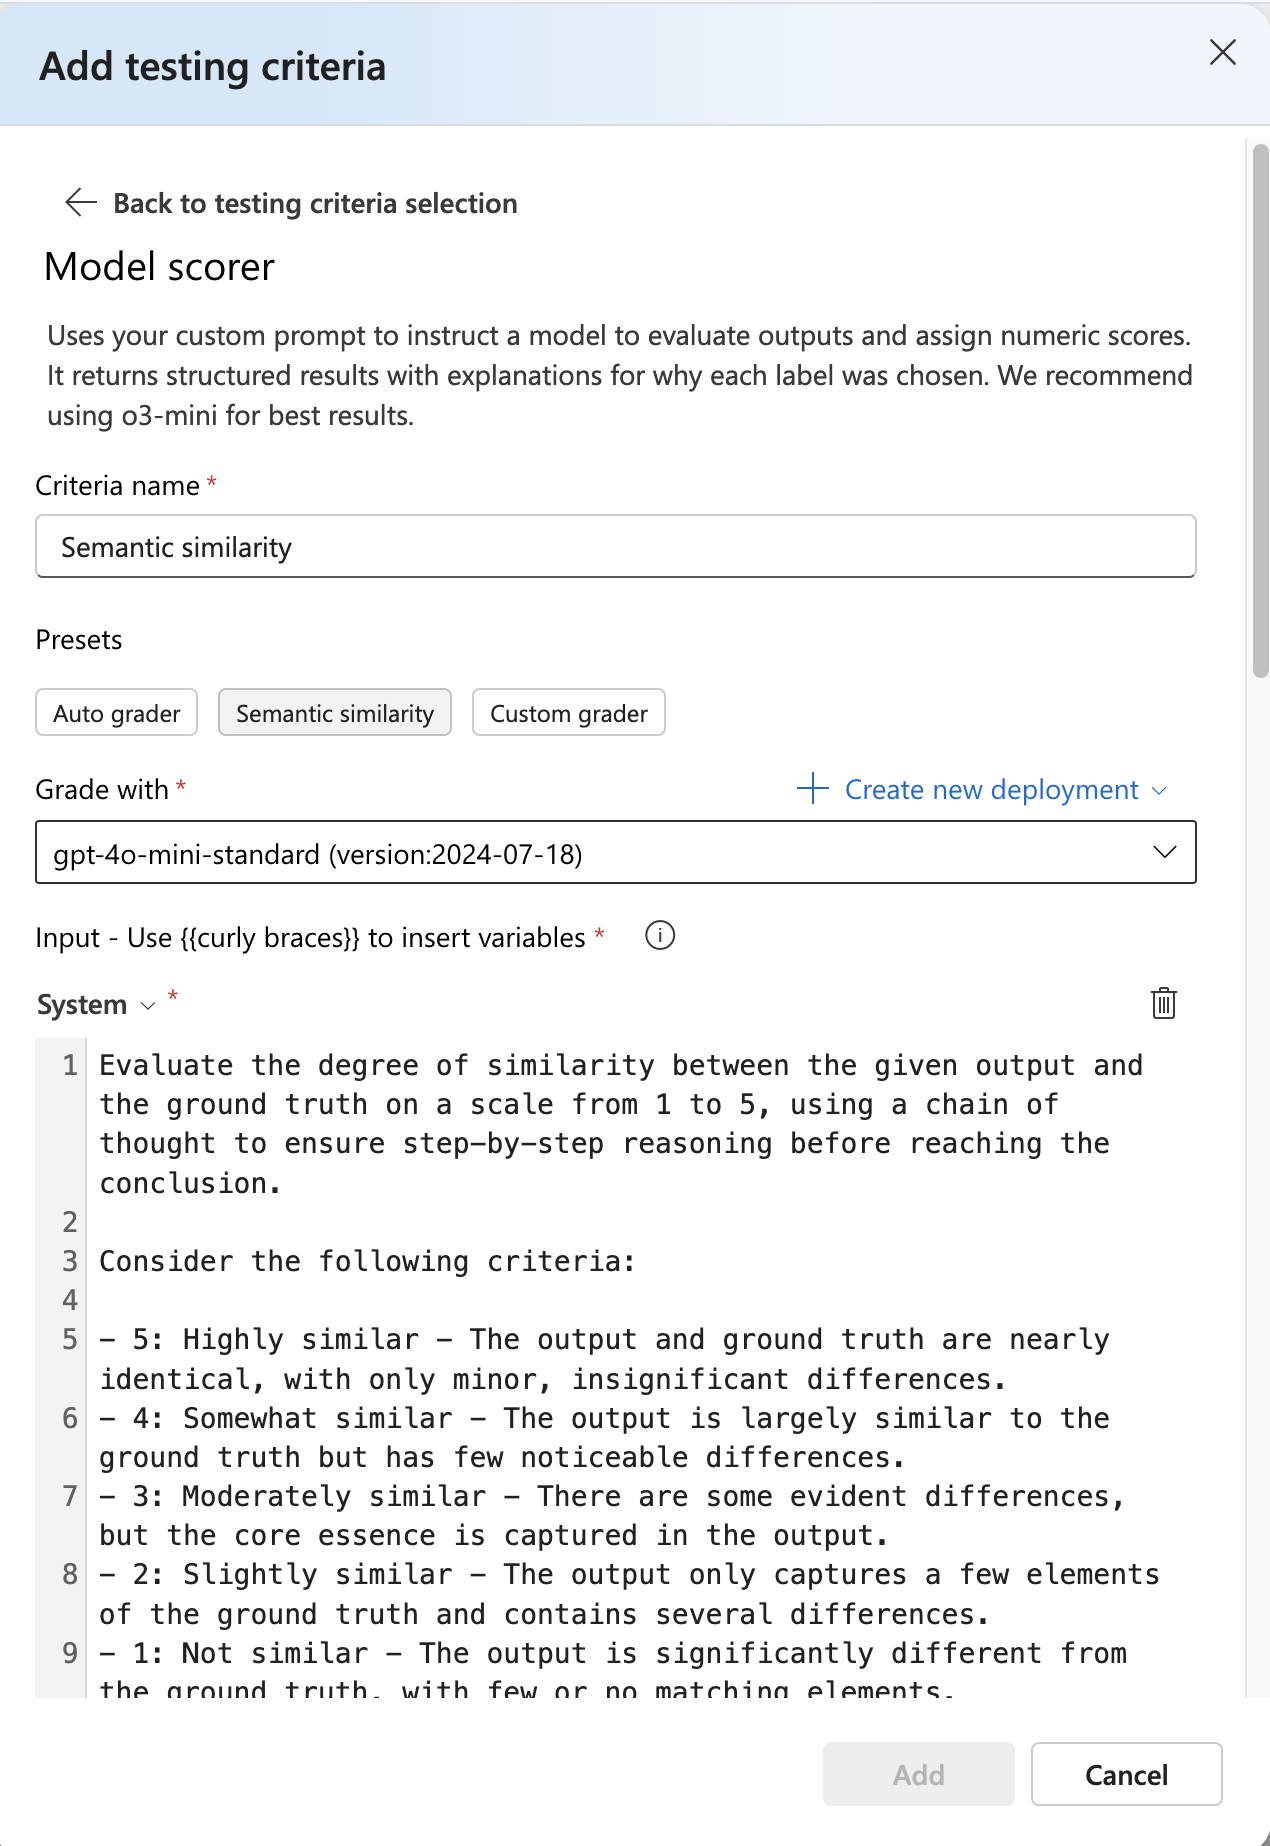 Add testing criteria
Back to testing criteria selection
Model scorer
Uses your custom prompt to instruct a model to evaluate outputs and assign numeric scores.
It returns structured results with explanations for why each label was chosen. We recommend
using o3-mini for best results.
Criteria name *
Semantic similarity
Presets
Auto grader Semantic similarity Custom grader
Grade with * Create new deployment
gpt-4o-mini-standard (version:2024-07-18)
Input - Use {{curly braces}} to insert variables *
System *
1 Evaluate the degree of similarity between the given output and
the ground truth on a scale from 1 to 5, using a chain of
thought to ensure step-by-step reasoning before reaching the
conclusion.
2
3 Consider the following criteria:
4
5 - 5: Highly similar - The output and ground truth are nearly
identical, with only minor, insignificant differences.
6 - 4: Somewhat similar - The output is largely similar to the
ground truth but has few noticeable differences.
7 - 3: Moderately similar - There are some evident differences,
but the core essence is captured in the output.
8 - 2: Slightly similar - The output only captures a few elements
of the ground truth and contains several differences.
9 - 1: Not similar - The output is significantly different from
the ground truth, with few or no matching elements.
Add Cancel